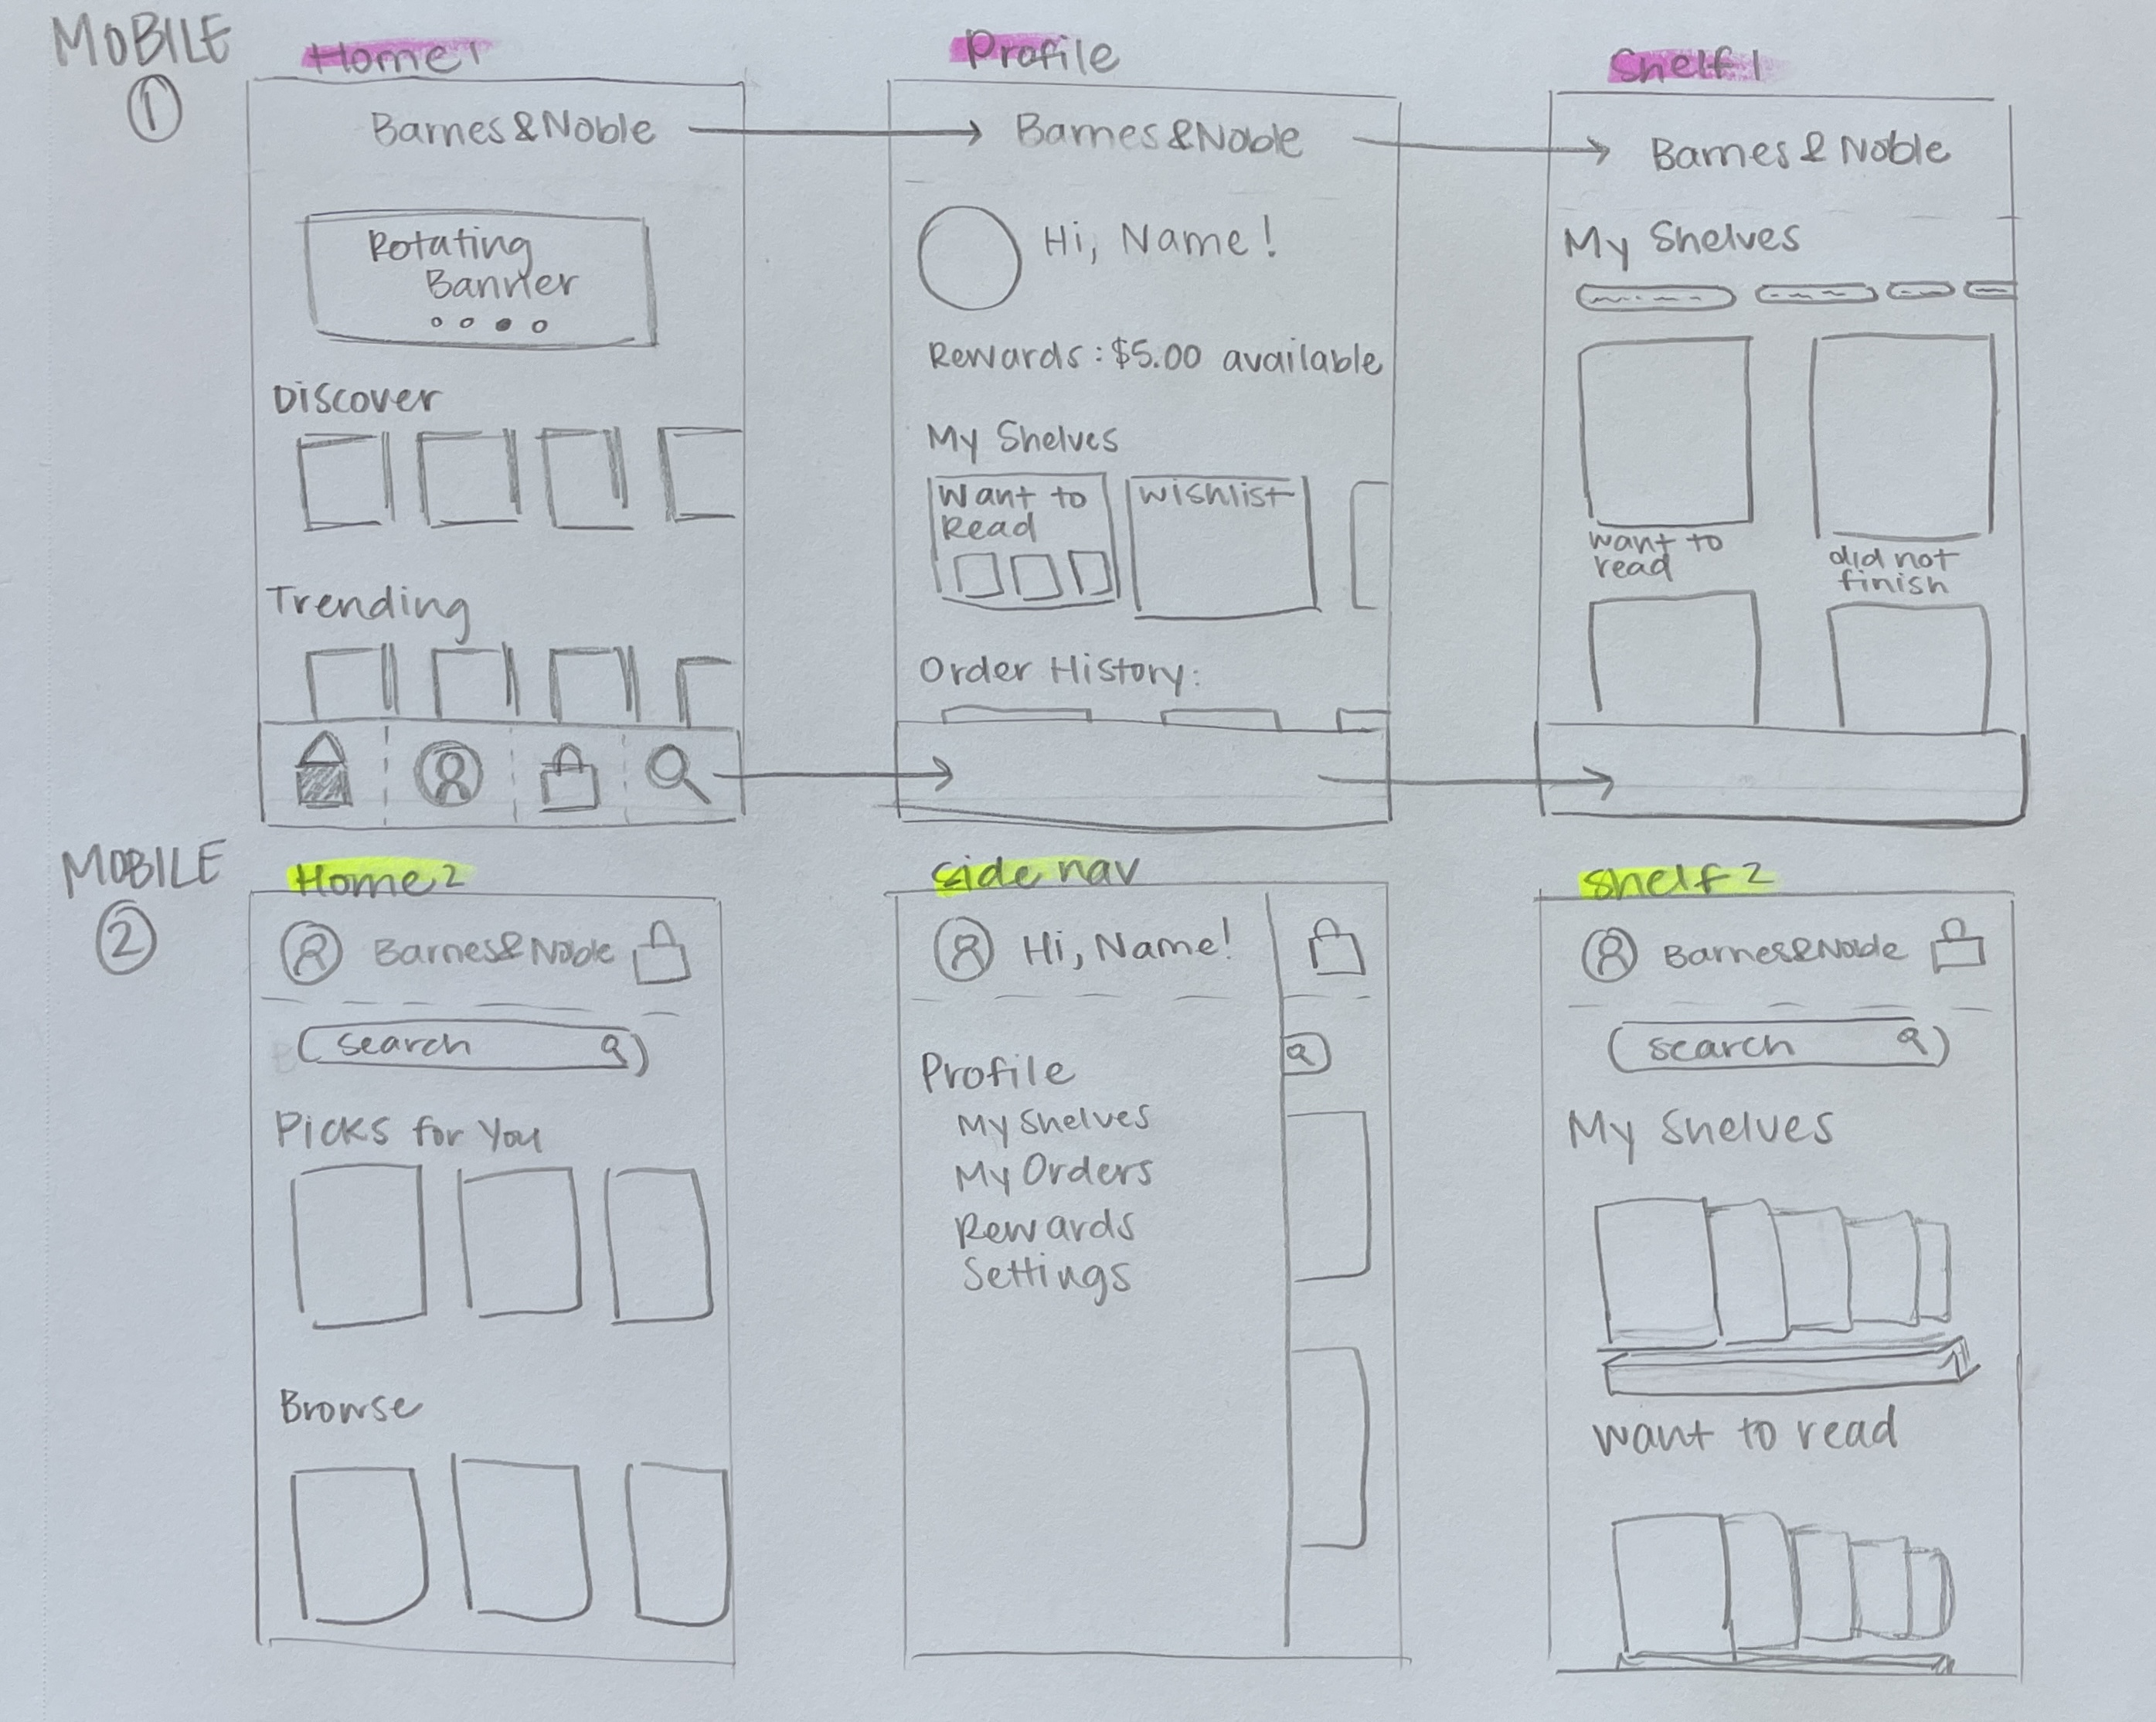 MOBILE
①
Home 1
Barnes&Noble
Rotating
Banner
Discover
Trending
Profile
Barnes&Noble
Hi, Name!
Rewards: $5.00 available
My Shelves
Want to
Read
Wishlist
Order History:
Shelf 1
Barnes & Noble
My Shelves
want to
read
did not
finish
MOBILE
②
Home 2
Barnes&Noble
search
Picks for You
Browse
side nav
Hi, Name!
Profile
My Shelves
My Orders
Rewards
Settings
Shelf 2
Barnes&Noble
search
My Shelves
want to read